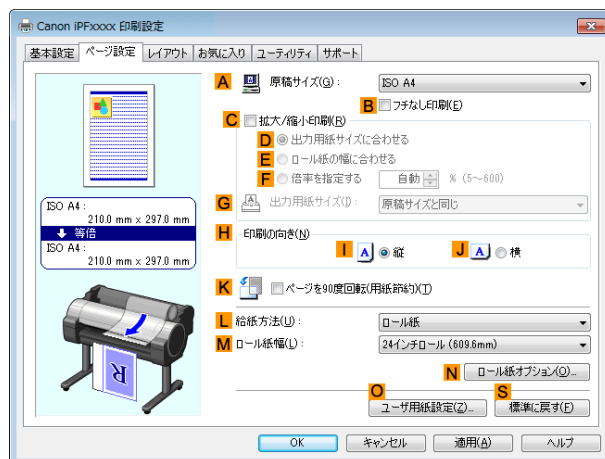 Canon iPFxxxx 印刷設定
基本設定 ページ設定 レイアウト お気に入り ユーティリティ サポート
A 原稿サイズ(G): ISO A4
B フチなし印刷(E)
C 拡大/縮小印刷(R)
D 出力用紙サイズに合わせる
E ロール紙の幅に合わせる
F 倍率を指定する 自動 % (5~600)
G 出力用紙サイズ(I): 原稿サイズと同じ
ISO A4 :
210.0 mm x 297.0 mm
等倍
ISO A4 :
210.0 mm x 297.0 mm
H 印刷の向き(N)
I A 縦 J A 横
K ページを90度回転(用紙節約)(T)
L 給紙方法(U): ロール紙
M ロール紙幅(L): 24インチロール (609.6mm)
N ロール紙オプション(O)...
R
O S
ユーザ用紙設定(Z)... 標準に戻す(F)
OK キャンセル 適用(A) ヘルプ